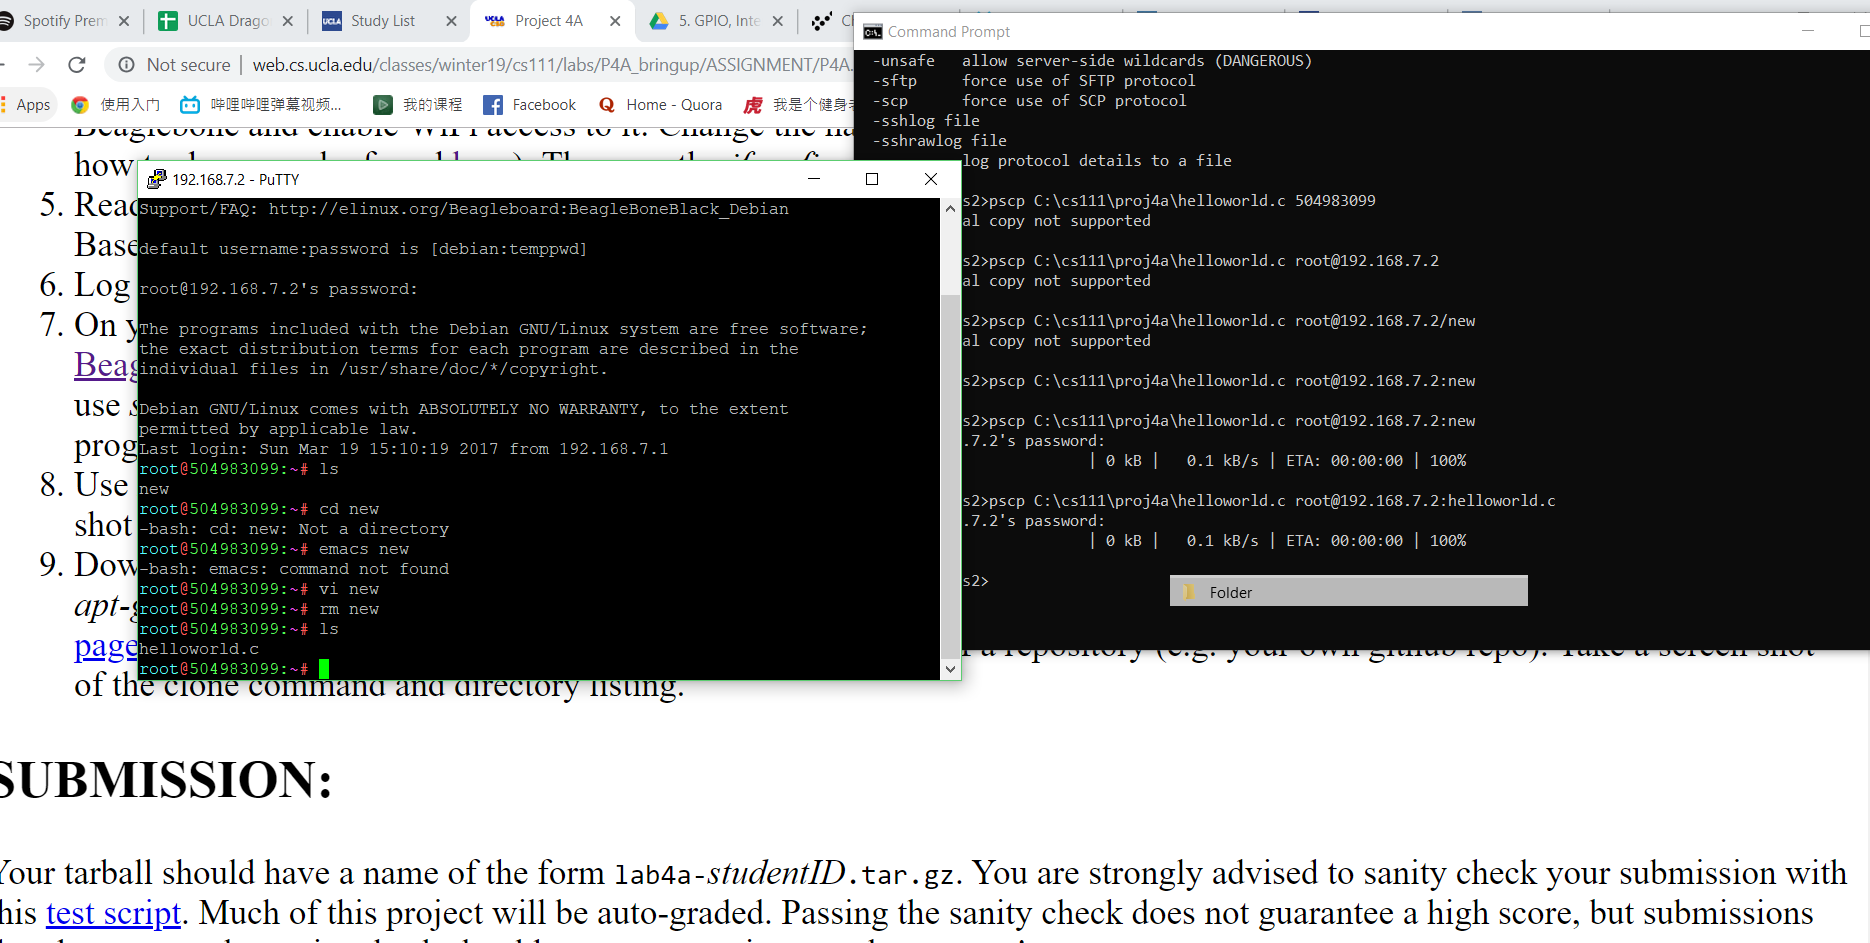 Spotify Prem
UCLA Drago
Study List
Project 4A
5. GPIO, Inte
Not secure | web.cs.ucla.edu/classes/winter19/cs111/labs/P4A_bringup/ASSIGNMENT/P4A.
Apps
使用入门
哔哩哔哩弹幕视频...
我的课程
Facebook
Home - Quora
我是个健身
Beaglebone and enable WiFi access to it. Change the
how
5. Read
Base
6. Log
7. On y
Beag
use
prog
8. Use
shot
9. Dow
apt-g
page
a repository (e.g. your own github repo). Take a screen shot
of the clone command and directory listing.
SUBMISSION:
Your tarball should have a name of the form lab4a-studentID.tar.gz. You are strongly advised to sanity check your submission with
this test script. Much of this project will be auto-graded. Passing the sanity check does not guarantee a high score, but submissions
192.168.7.2 - PuTTY
Support/FAQ: http://elinux.org/Beagleboard:BeagleBoneBlack_Debian
default username:password is [debian:temppwd]
root@192.168.7.2's password:
The programs included with the Debian GNU/Linux system are free software;
the exact distribution terms for each program are described in the
individual files in /usr/share/doc/*/copyright.
Debian GNU/Linux comes with ABSOLUTELY NO WARRANTY, to the extent
permitted by applicable law.
Last login: Sun Mar 19 15:10:19 2017 from 192.168.7.1
root@504983099:~# ls
new
root@504983099:~# cd new
-bash: cd: new: Not a directory
root@504983099:~# emacs new
-bash: emacs: command not found
root@504983099:~# vi new
root@504983099:~# rm new
root@504983099:~# ls
helloworld.c
root@504983099:~#
Command Prompt
-unsafe   allow server-side wildcards (DANGEROUS)
-sftp     force use of SFTP protocol
-scp      force use of SCP protocol
-sshlog file
-sshrawlog file
log protocol details to a file
s2>pscp C:\cs111\proj4a\helloworld.c 504983099
al copy not supported
s2>pscp C:\cs111\proj4a\helloworld.c root@192.168.7.2
al copy not supported
s2>pscp C:\cs111\proj4a\helloworld.c root@192.168.7.2/new
al copy not supported
s2>pscp C:\cs111\proj4a\helloworld.c root@192.168.7.2:new
s2>pscp C:\cs111\proj4a\helloworld.c root@192.168.7.2:new
.7.2's password:
| 0 kB |   0.1 kB/s | ETA: 00:00:00 | 100%
s2>pscp C:\cs111\proj4a\helloworld.c root@192.168.7.2:helloworld.c
.7.2's password:
| 0 kB |   0.1 kB/s | ETA: 00:00:00 | 100%
s2>
Folder